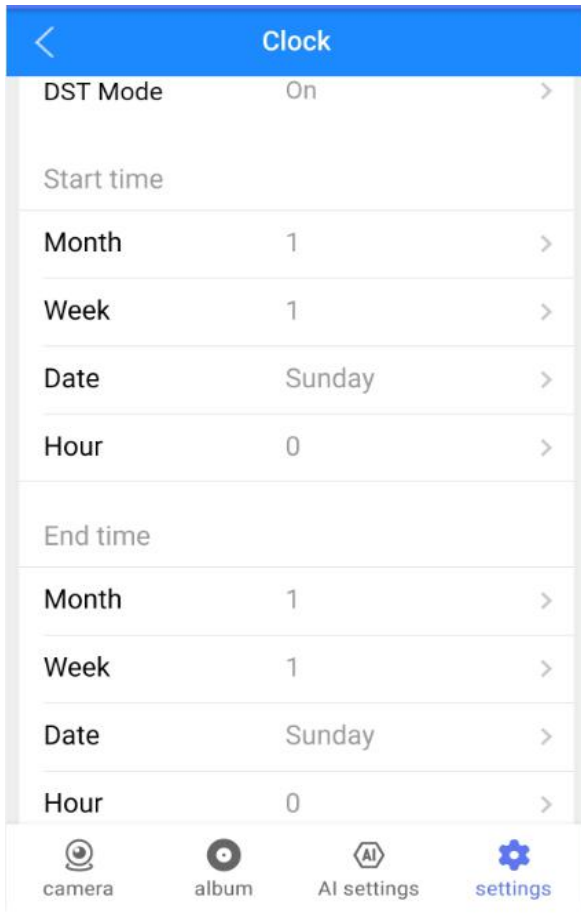 Clock
DST Mode On
Start time
Month 1
Week 1
Date Sunday
Hour 0
End time
Month 1
Week 1
Date Sunday
Hour 0
AI
camera album AI settings settings